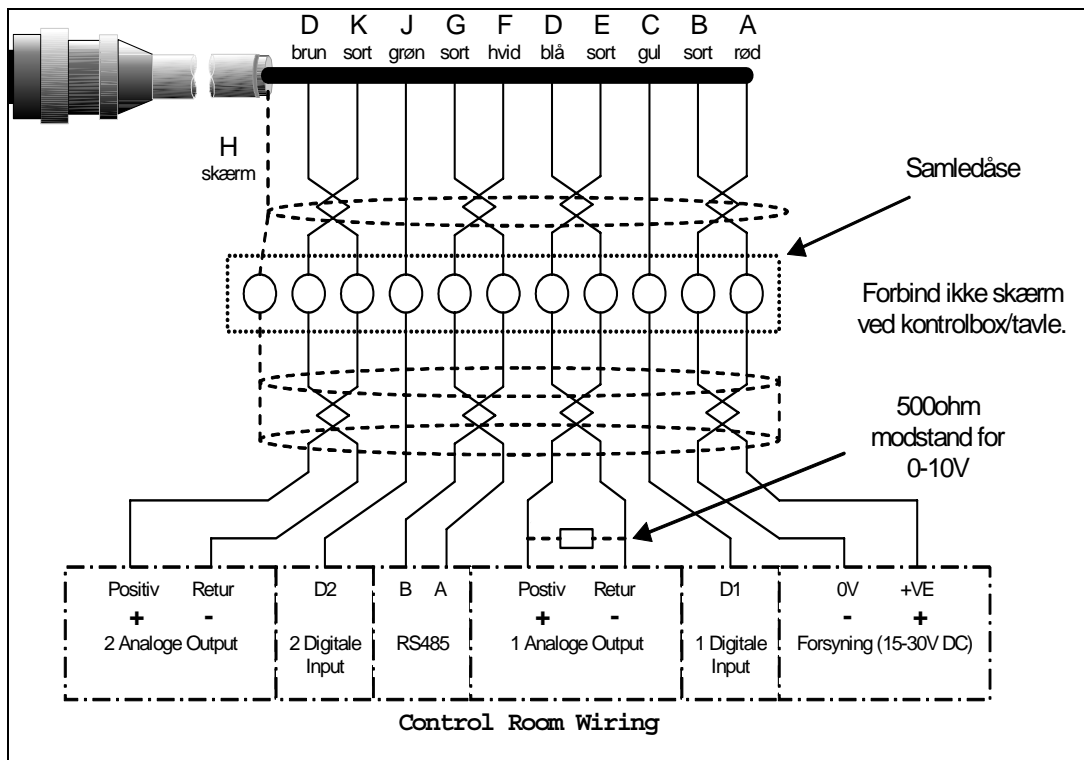 D K J G F D E C B A
brun sort grøn sort hvid blå sort gul sort rød
H
skærm
Samledåse
Forbind ikke skærm
ved kontrolbox/tavle.
500ohm
modstand for
0-10V
Positiv Retur D2 B A Postiv Retur D1 0V +VE
+ - + - - +
2 Analoge Output 2 Digitale RS485 1 Analoge Output 1 Digitale Forsyning (15-30V DC)
Input Input
Control Room Wiring